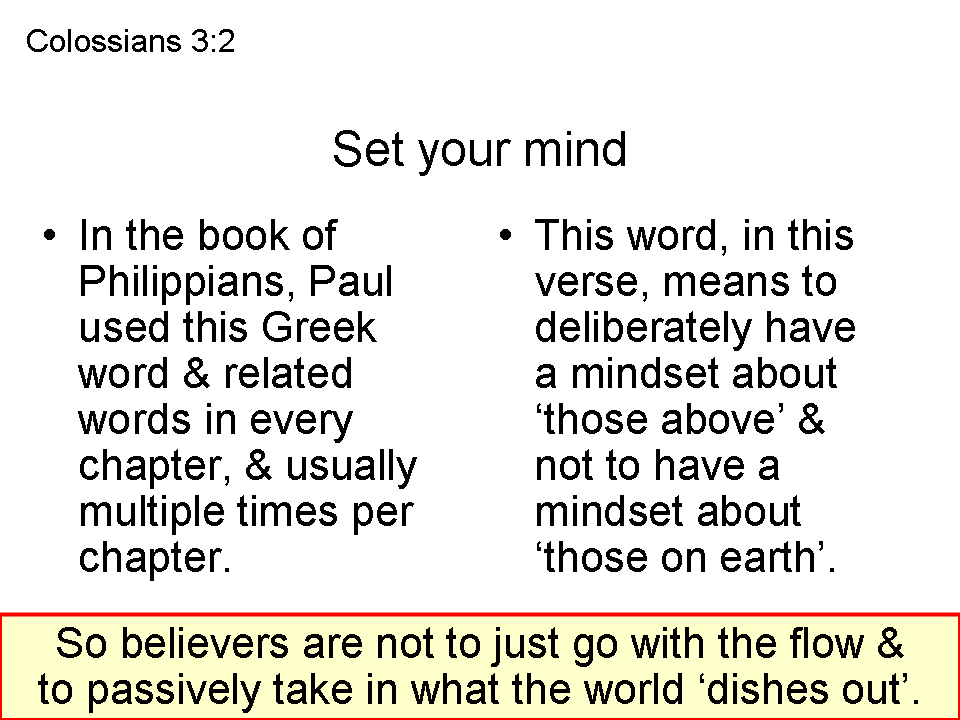 Colossians 3:2
Set your mind
• In the book of
Philippians, Paul
used this Greek
word & related
words in every
chapter, & usually
multiple times per
chapter.
• This word, in this
verse, means to
deliberately have
a mindset about
‘those above’ &
not to have a
mindset about
‘those on earth’.
So believers are not to just go with the flow &
to passively take in what the world ‘dishes out’.